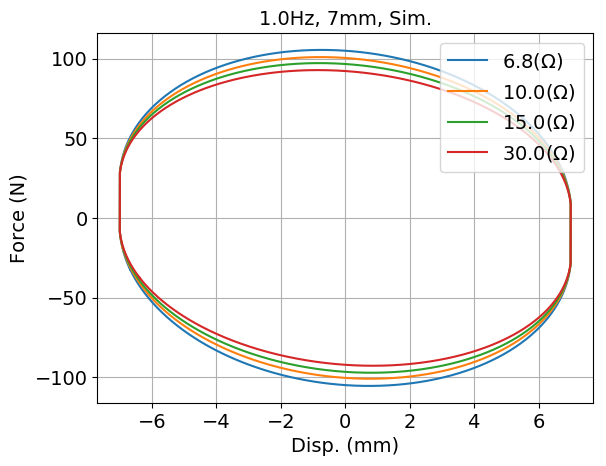 1.0Hz, 7mm, Sim.
6.8(Ω)
10.0(Ω)
15.0(Ω)
30.0(Ω)
Force (N)
100
50
0
−50
−100
−6
−4
−2
0
2
4
6
Disp. (mm)